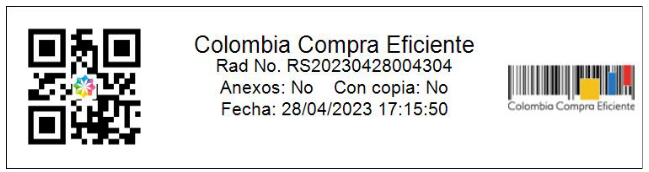 Colombia Compra Eficiente
Rad No. RS20230428004304
Anexos: No Con copia: No
Fecha: 28/04/2023 17:15:50
Colombia Compra Eficiente